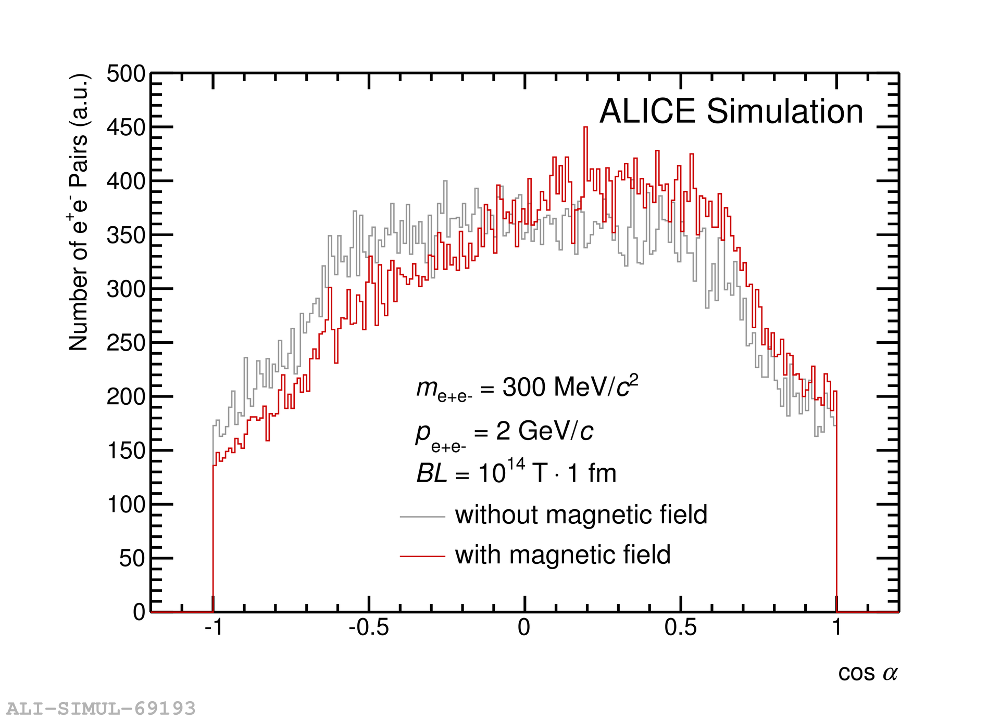 Number of e⁺e⁻ Pairs (a.u.)
500
450
400
350
300
250
200
150
100
50
0
ALICE Simulation
m_{e+e-} = 300 MeV/c²
p_{e+e-} = 2 GeV/c
BL = 10¹⁴ T · 1 fm
without magnetic field
with magnetic field
-1 -0.5 0 0.5 1
cos α
ALI-SIMUL-69193